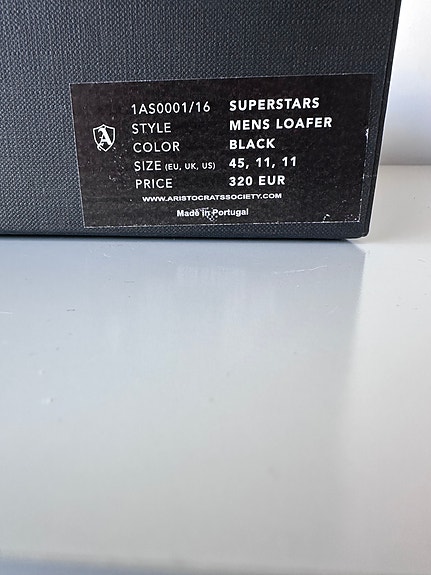 1AS0001/16 SUPERSTARS
STYLE MENS LOAFER
COLOR BLACK
SIZE (EU, UK, US) 45, 11, 11
PRICE 320 EUR
WWW.ARISTOCRATSSOCIETY.COM
Made in Portugal
A